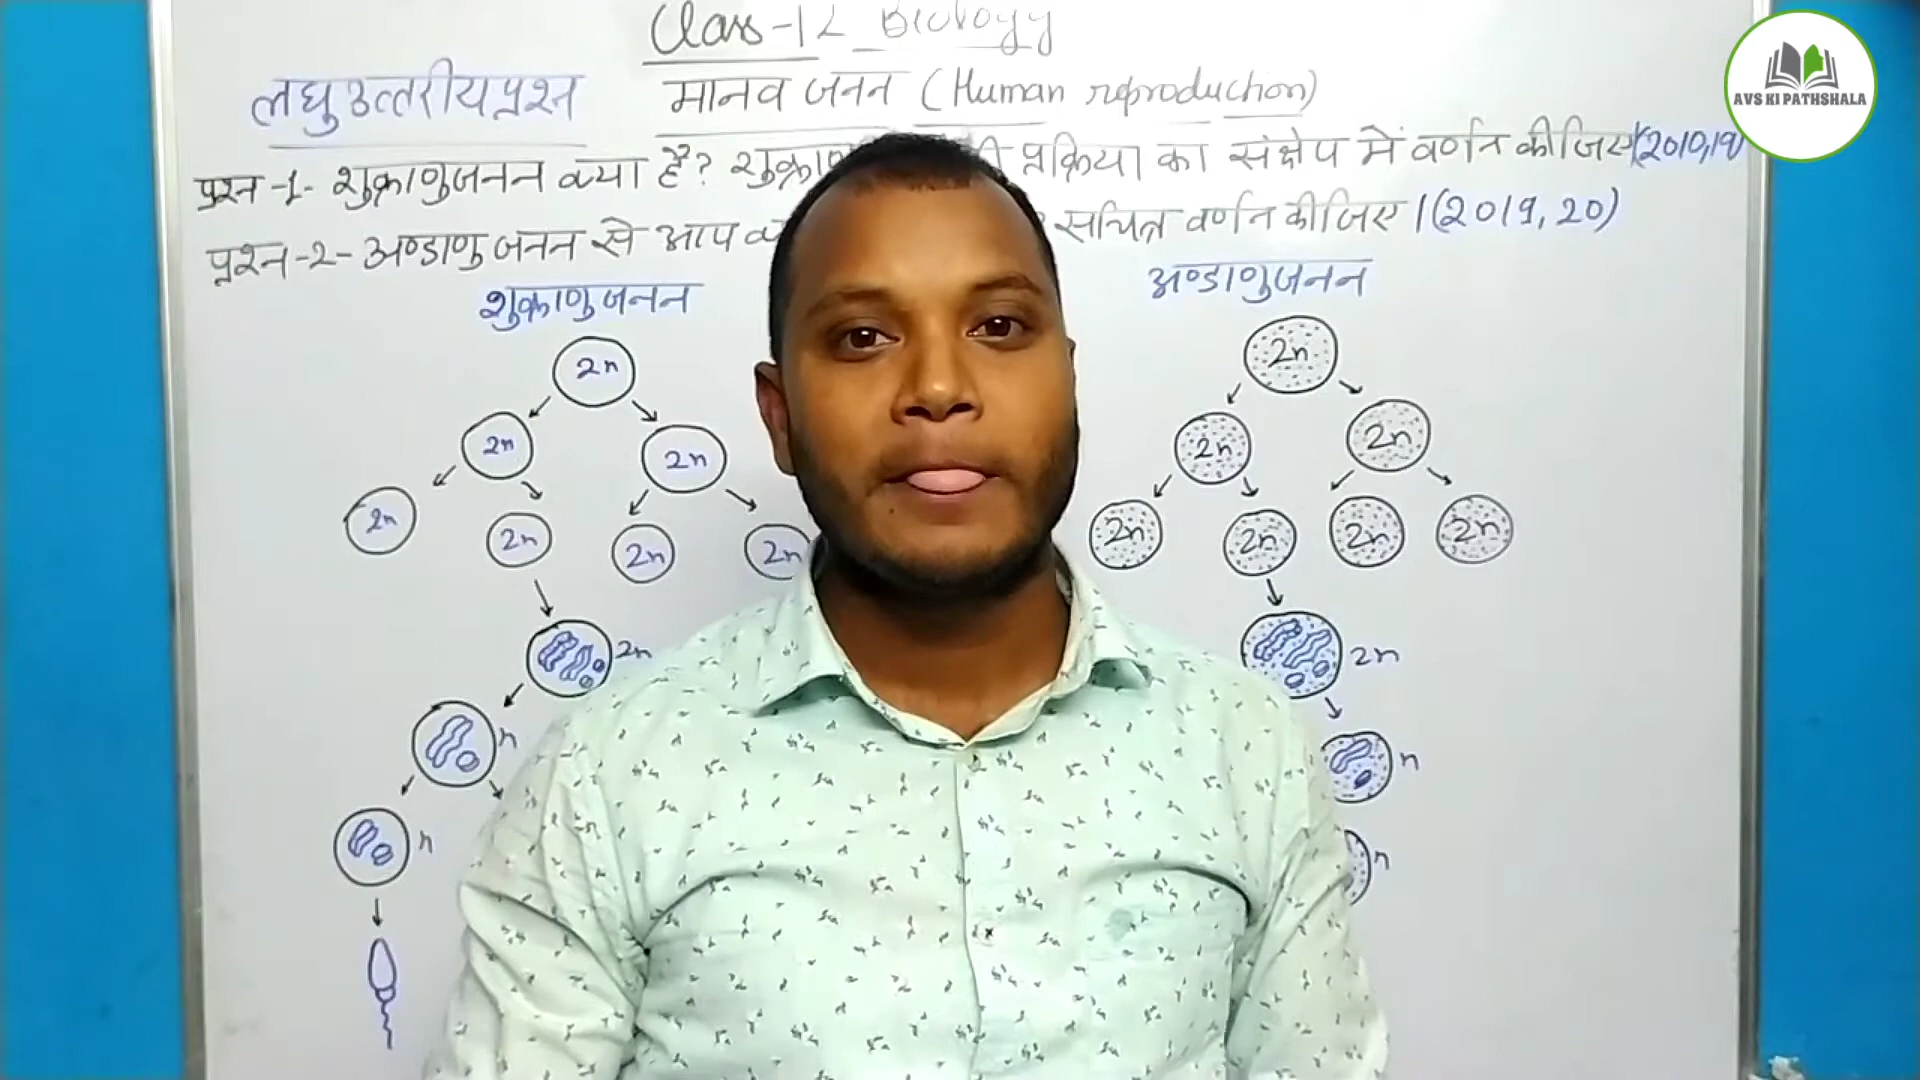 Class-12 Biology
लघु उत्तरीय प्रश्न
मानव जनन (Human reproduction)
AVS KI PATHSHALA
प्रश्न-1- शुक्राणुजनन क्या है? प्रक्रिया का संक्षेप में वर्णन कीजिए (2010,19)
प्रश्न-2- अण्डाणुजनन से आप सचित्र वर्णन कीजिए।(2019,20)
शुक्राणुजनन
अण्डाणुजनन
2n
2n
2n 2n
2n 2n
2n 2n 2n 2n
2n 2n 2n 2n
2n
2n
n
n
n
n